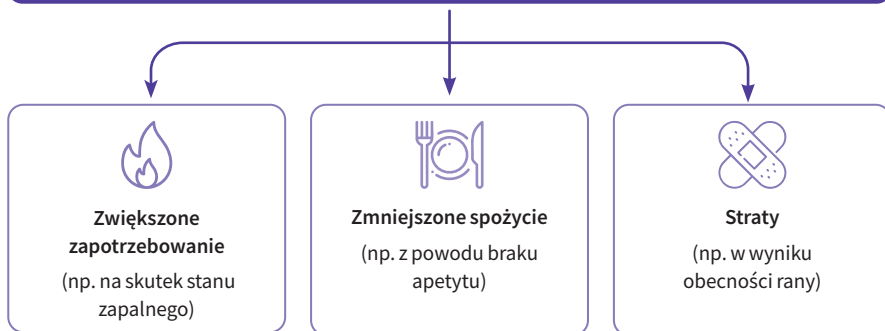 Zwiększone
zapotrzebowanie
(np. na skutek stanu
zapalnego)
Zmniejszone spożycie
(np. z powodu braku
apetytu)
Straty
(np. w wyniku
obecności rany)